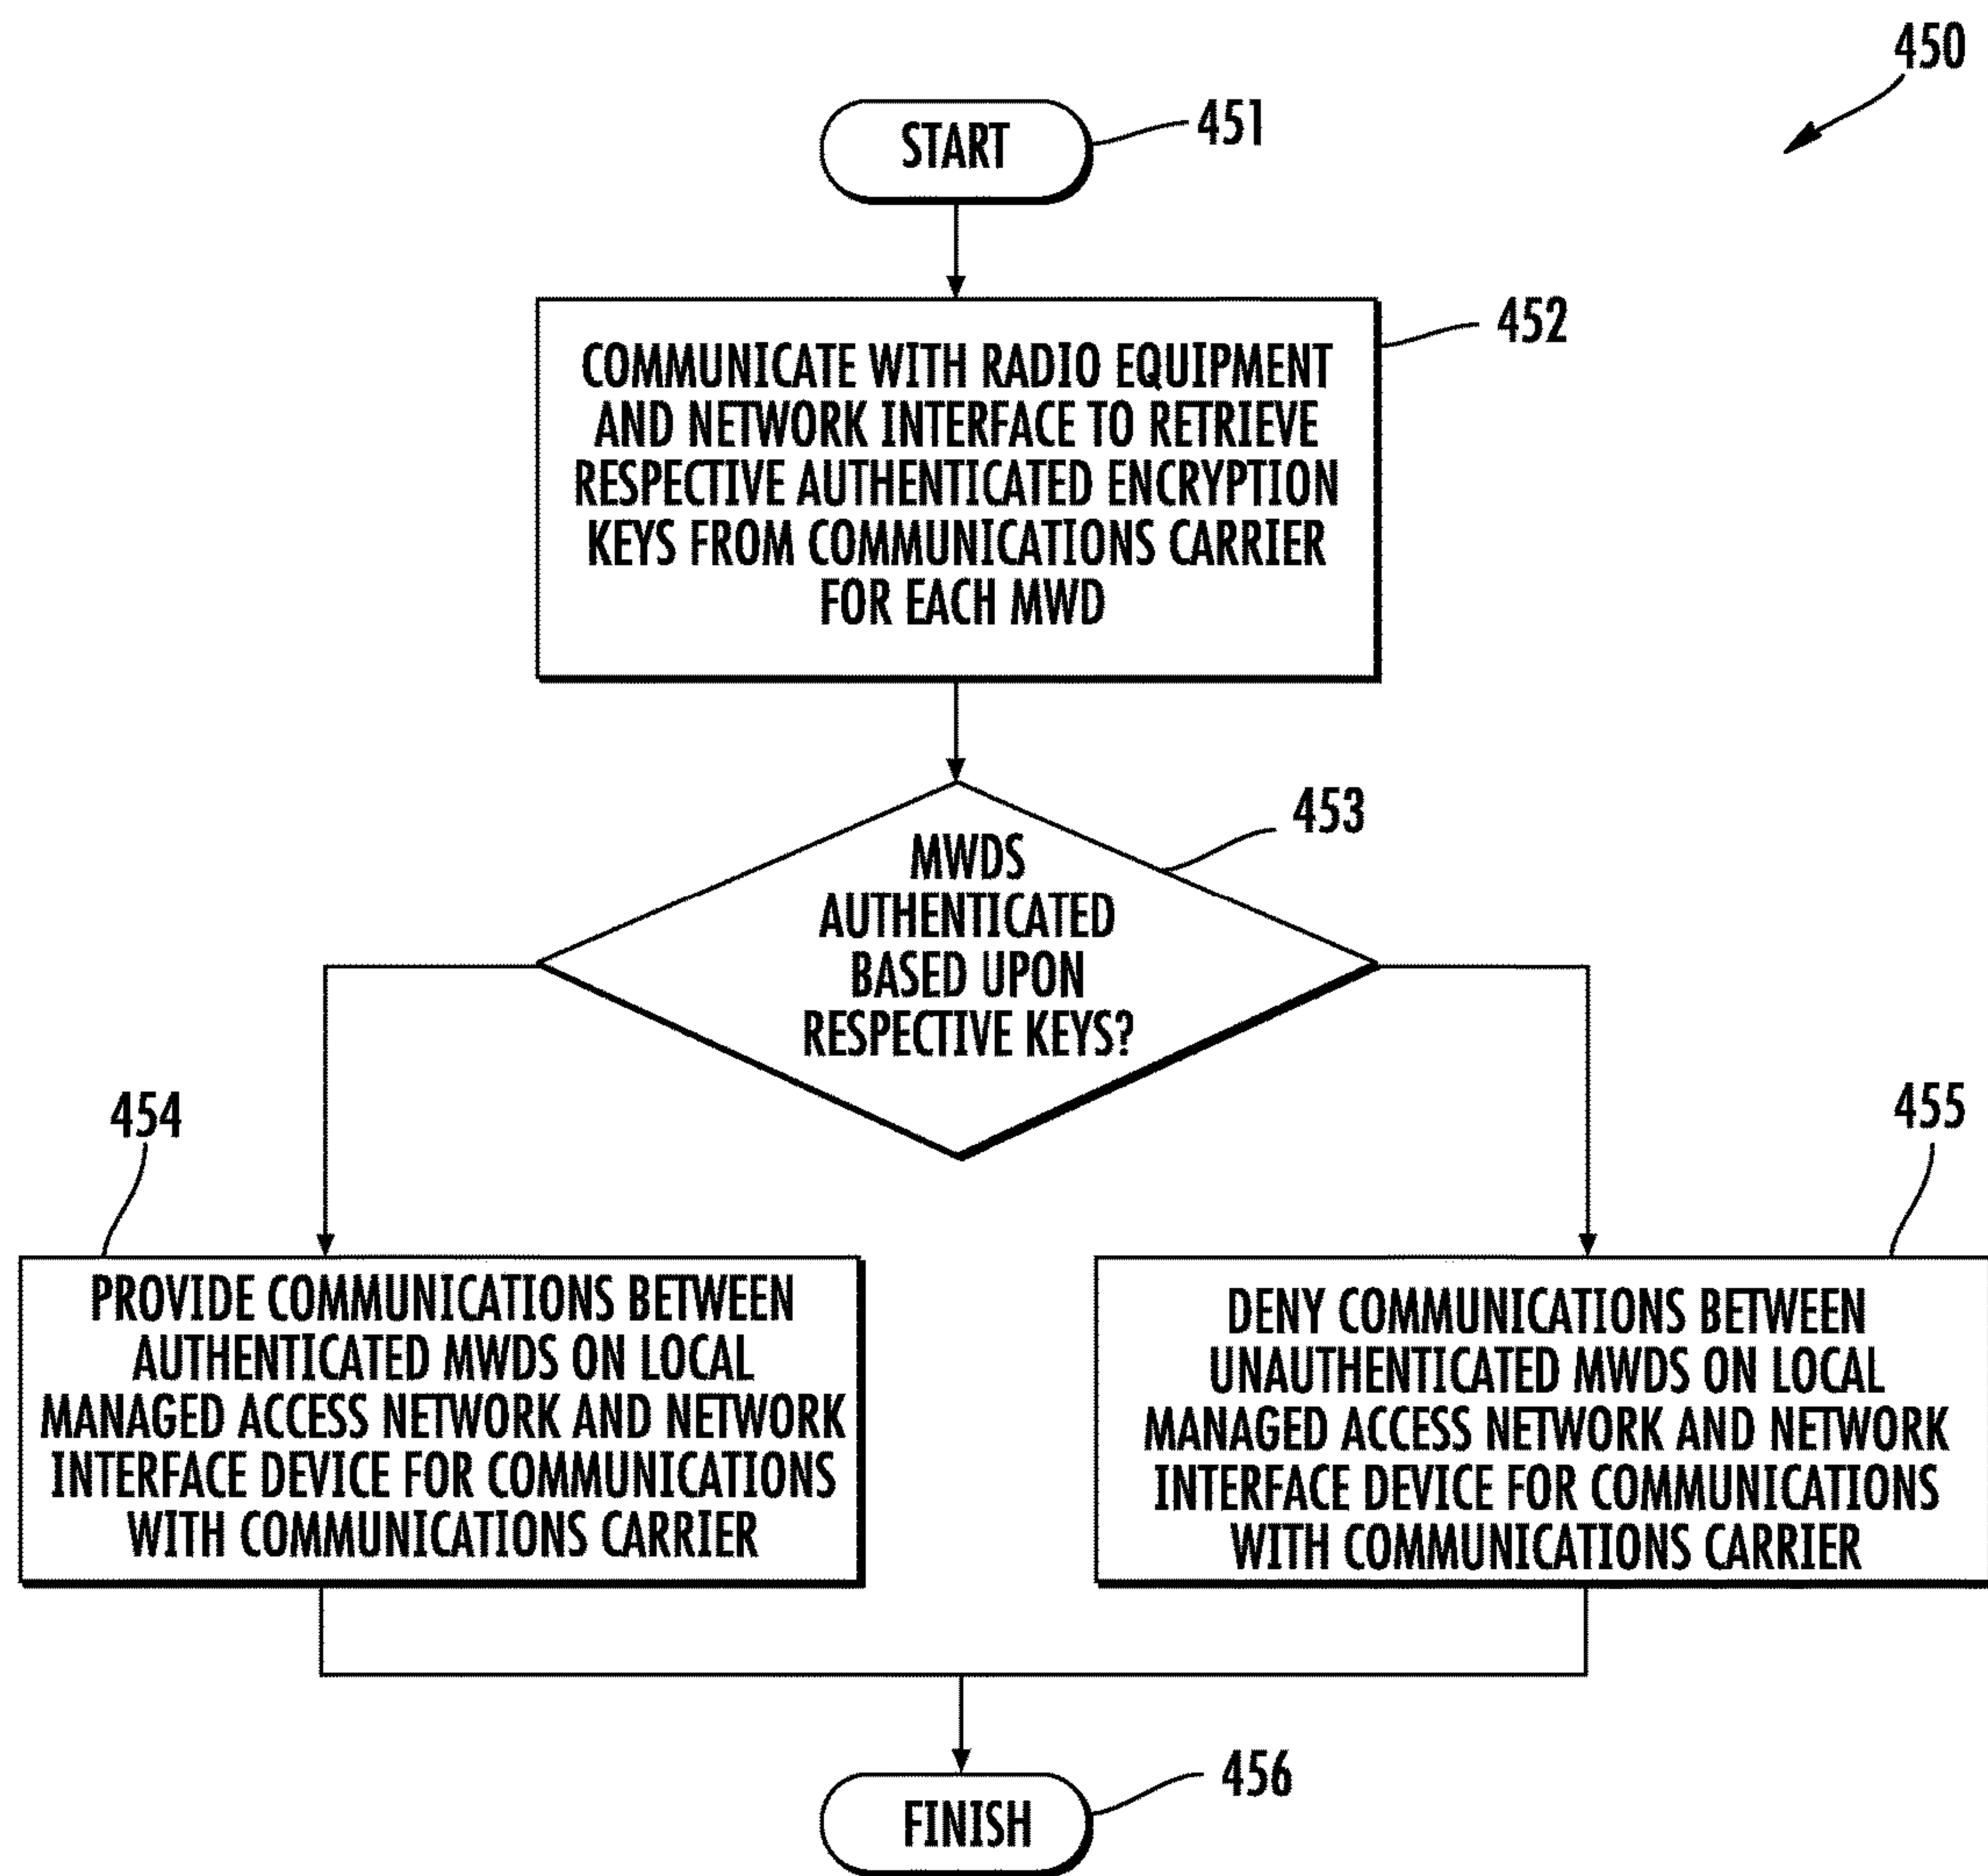 450
START
451
COMMUNICATE WITH RADIO EQUIPMENT
AND NETWORK INTERFACE TO RETRIEVE
RESPECTIVE AUTHENTICATED ENCRYPTION
KEYS FROM COMMUNICATIONS CARRIER
FOR EACH MWD
452
MWDS
AUTHENTICATED
BASED UPON
RESPECTIVE KEYS?
453
454
PROVIDE COMMUNICATIONS BETWEEN
AUTHENTICATED MWDS ON LOCAL
MANAGED ACCESS NETWORK AND NETWORK
INTERFACE DEVICE FOR COMMUNICATIONS
WITH COMMUNICATIONS CARRIER
455
DENY COMMUNICATIONS BETWEEN
UNAUTHENTICATED MWDS ON LOCAL
MANAGED ACCESS NETWORK AND NETWORK
INTERFACE DEVICE FOR COMMUNICATIONS
WITH COMMUNICATIONS CARRIER
FINISH
456